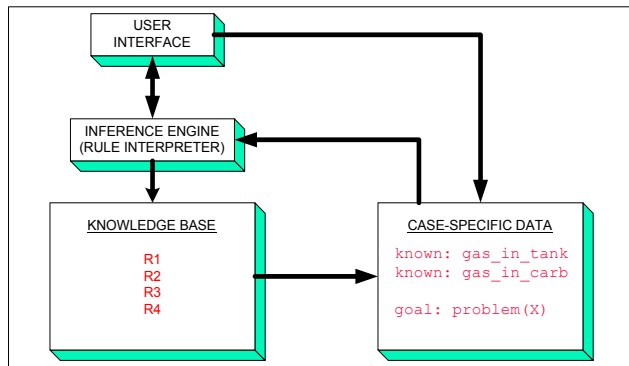 USER
INTERFACE
INFERENCE ENGINE
(RULE INTERPRETER)
KNOWLEDGE BASE
R1
R2
R3
R4
CASE-SPECIFIC DATA
known: gas_in_tank
known: gas_in_carb
goal: problem(X)